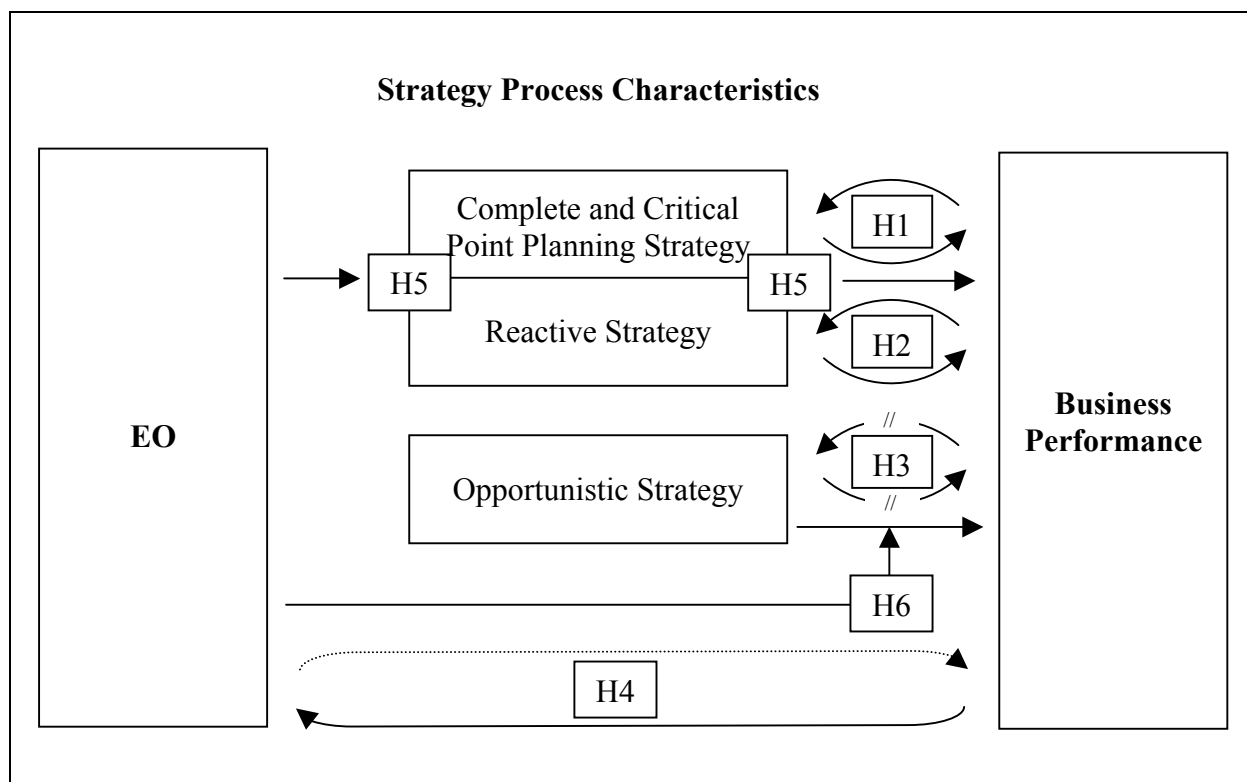 Strategy Process Characteristics
Complete and Critical
Point Planning Strategy
H1
H5
H5
Reactive Strategy
H2
EO
Business
Performance
//
H3
Opportunistic Strategy
//
H6
H4